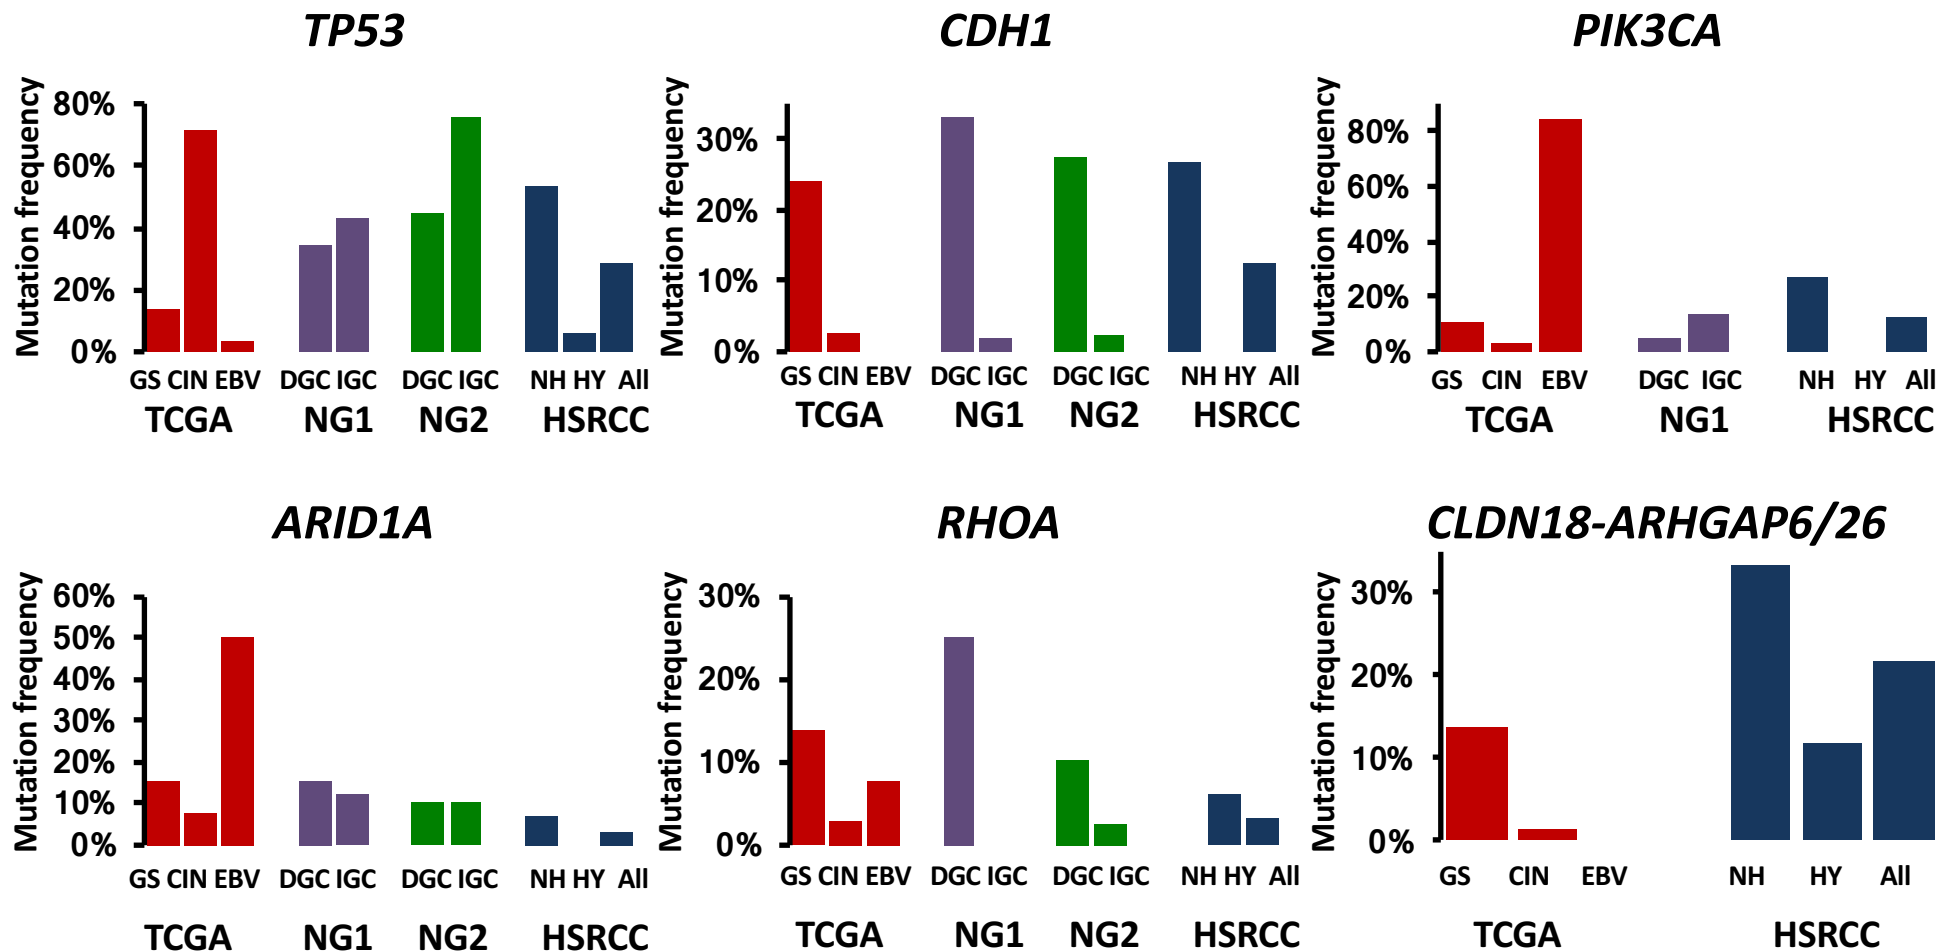 TP53
Mutation frequency
80%
60%
40%
20%
0%
GS CIN EBV DGC IGC DGC IGC NH HY All
TCGA NG1 NG2 HSRCC
CDH1
Mutation frequency
30%
20%
10%
0%
GS CIN EBV DGC IGC DGC IGC NH HY All
TCGA NG1 NG2 HSRCC
PIK3CA
Mutation frequency
80%
60%
40%
20%
0%
GS CIN EBV DGC IGC NH HY All
TCGA NG1 HSRCC
ARID1A
Mutation frequency
60%
50%
40%
30%
20%
10%
0%
GS CIN EBV DGC IGC DGC IGC NH HY All
TCGA NG1 NG2 HSRCC
RHOA
Mutation frequency
30%
20%
10%
0%
GS CIN EBV DGC IGC DGC IGC NH HY All
TCGA NG1 NG2 HSRCC
CLDN18-ARHGAP6/26
Mutation frequency
30%
20%
10%
0%
GS CIN EBV NH HY All
TCGA HSRCC